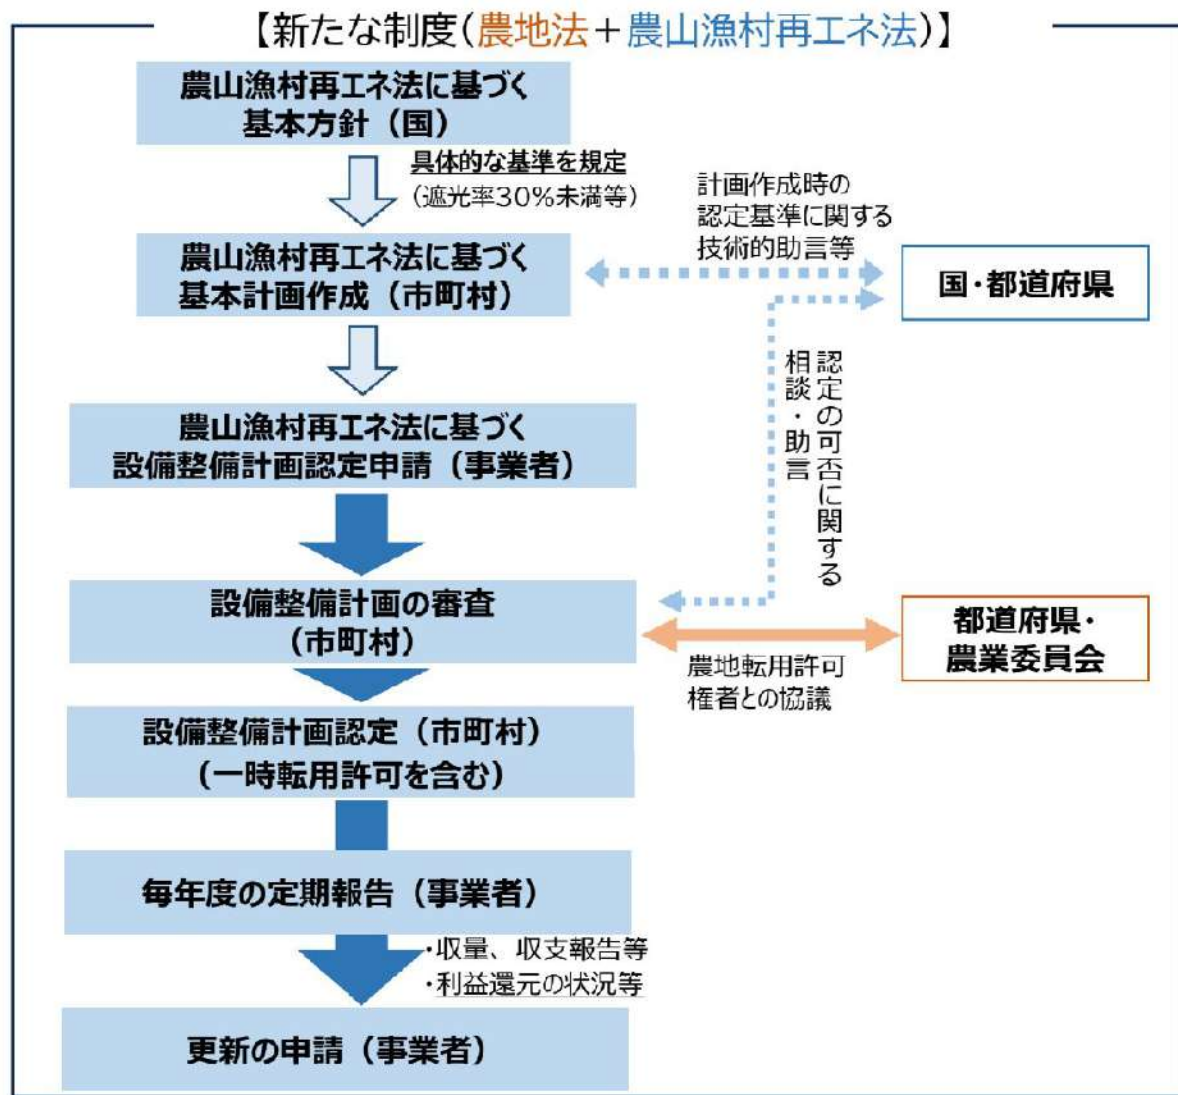 【新たな制度(農地法＋農山漁村再エネ法)】
農山漁村再エネ法に基づく
基本方針（国）
具体的な基準を規定
（遮光率30％未満等）
計画作成時の
認定基準に関する
技術的助言等
農山漁村再エネ法に基づく
基本計画作成（市町村）
国・都道府県
認定の可否に関する
相談・助言
農山漁村再エネ法に基づく
設備整備計画認定申請（事業者）
設備整備計画の審査
（市町村）
都道府県・
農業委員会
農地転用許可
権者との協議
設備整備計画認定（市町村）
（一時転用許可を含む）
毎年度の定期報告（事業者）
・収量、収支報告等
・利益還元の状況等
更新の申請（事業者）